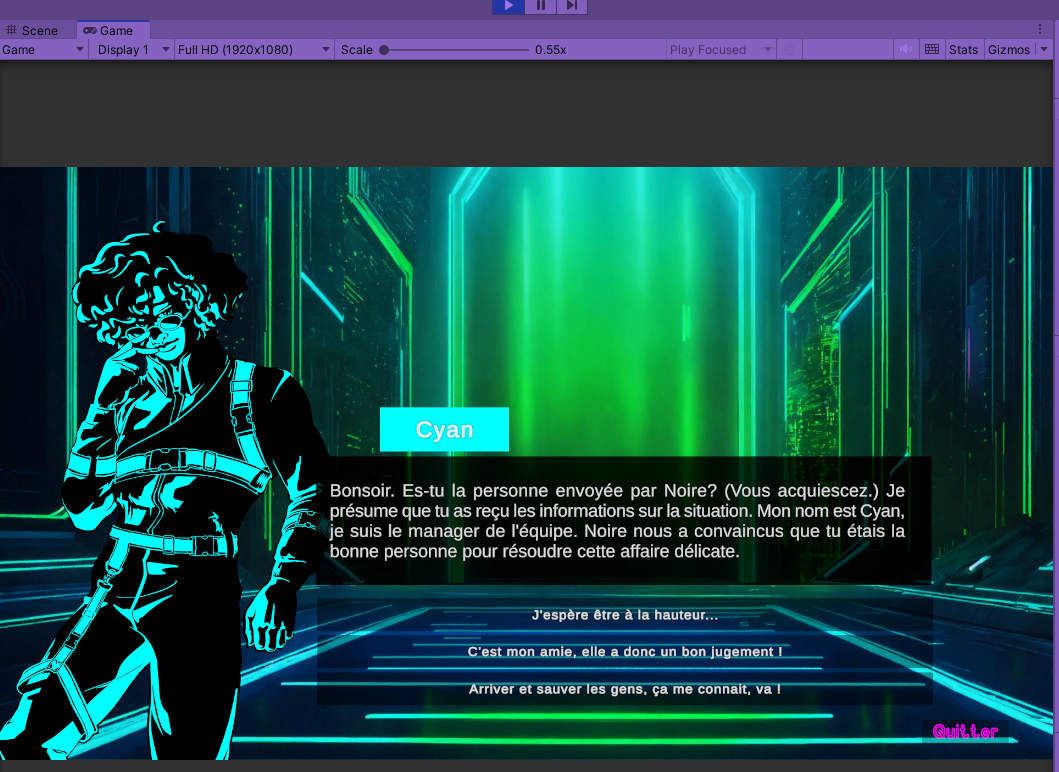 Scene
Game
Game
Display 1
Full HD (1920x1080)
Scale
0.55x
Play Focused
Stats
Gizmos
Cyan
Bonsoir. Es-tu la personne envoyée par Noire? (Vous acquiescez.) Je
présume que tu as reçu les informations sur la situation. Mon nom est Cyan,
je suis le manager de l'équipe. Noire nous a convaincus que tu étais la
bonne personne pour résoudre cette affaire délicate.
J'espère être à la hauteur...
C'est mon amie, elle a donc un bon jugement !
Arriver et sauver les gens, ça me connait, va !
Quitter